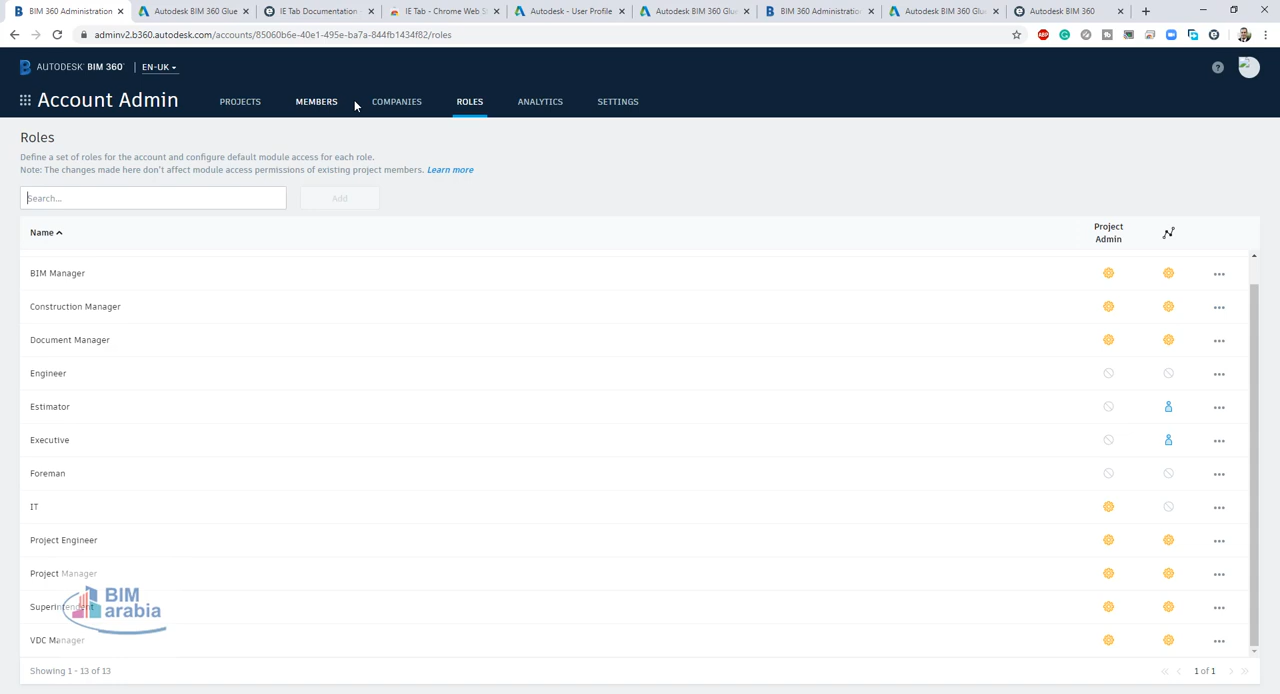 BIM 360 Administration
Autodesk BIM 360 Glue
IE Tab Documentation
IE Tab - Chrome Web S
Autodesk - User Profile
Autodesk BIM 360 Glue
BIM 360 Administration
Autodesk BIM 360 Glue
Autodesk BIM 360
adminv2.b360.autodesk.com/accounts/85060b6e-40e1-495e-ba7a-844fb1434f82/roles
AUTODESK BIM 360 EN-UK
Account Admin PROJECTS MEMBERS COMPANIES ROLES ANALYTICS SETTINGS
Roles
Define a set of roles for the account and configure default module access for each role.
Note: The changes made here don't affect module access permissions of existing project members. Learn more
Search... Add
Name Project Admin
BIM Manager
Construction Manager
Document Manager
Engineer
Estimator
Executive
Foreman
IT
Project Engineer
Project Manager
Superintendent
VDC Manager
BIM
arabia
Showing 1 - 13 of 13 1 of 1